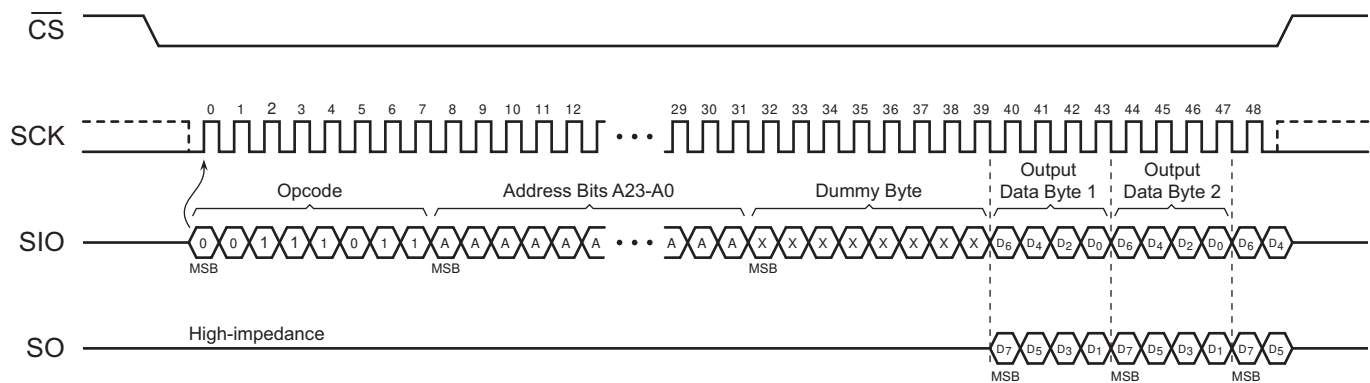 CS
0 1 2 3 4 5 6 7 8 9 10 11 12 29 30 31 32 33 34 35 36 37 38 39 40 41 42 43 44 45 46 47 48
SCK • • •
Opcode Address Bits A23-A0 Dummy Byte Output Data Byte 1 Output Data Byte 2
SIO 0 0 1 1 1 0 1 1 A A A A A A • • • A A A X X X X X X X X D6 D4 D2 D0 D6 D4 D2 D0 D6 D4
MSB MSB MSB
High-impedance
SO D7 D5 D3 D1 D7 D5 D3 D1 D7 D5
MSB MSB MSB